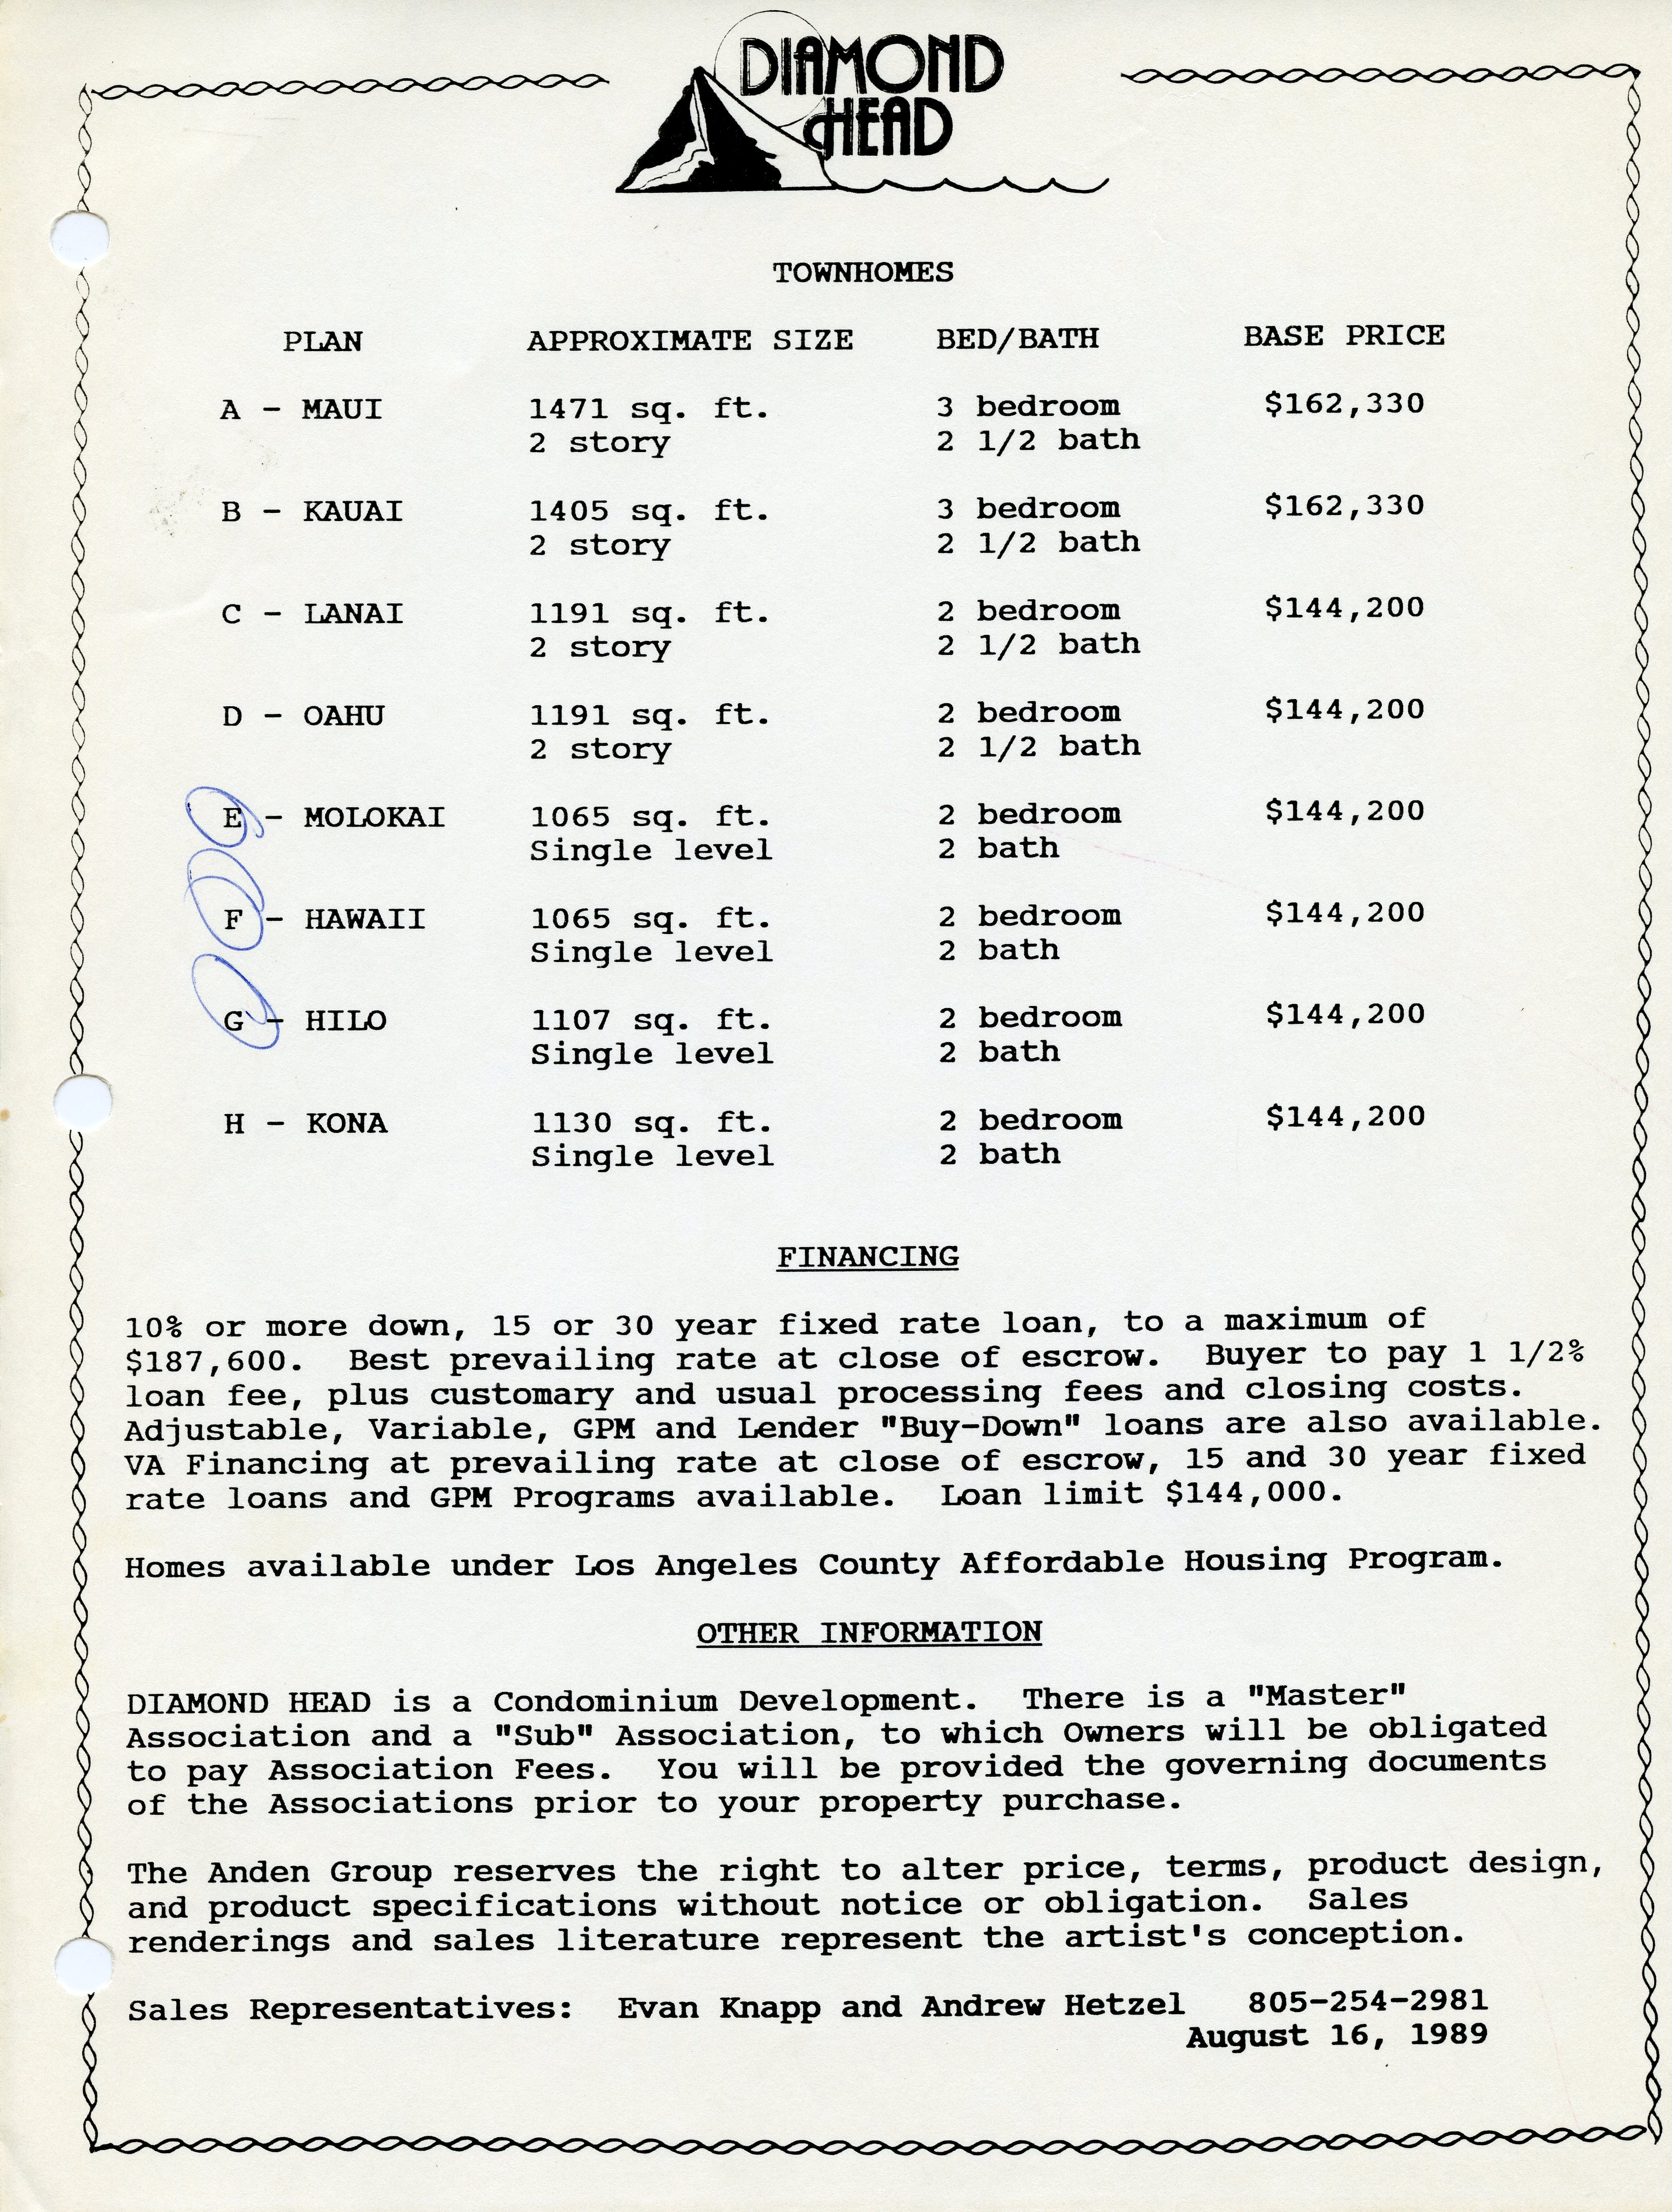 DIAMOND
HEAD
TOWNHOMES
PLAN APPROXIMATE SIZE BED/BATH BASE PRICE
A - MAUI 1471 sq. ft. 3 bedroom $162,330
2 story 2 1/2 bath
B - KAUAI 1405 sq. ft. 3 bedroom $162,330
2 story 2 1/2 bath
C - LANAI 1191 sq. ft. 2 bedroom $144,200
2 story 2 1/2 bath
D - OAHU 1191 sq. ft. 2 bedroom $144,200
2 story 2 1/2 bath
E - MOLOKAI 1065 sq. ft. 2 bedroom $144,200
Single level 2 bath
F - HAWAII 1065 sq. ft. 2 bedroom $144,200
Single level 2 bath
G - HILO 1107 sq. ft. 2 bedroom $144,200
Single level 2 bath
H - KONA 1130 sq. ft. 2 bedroom $144,200
Single level 2 bath
FINANCING
10% or more down, 15 or 30 year fixed rate loan, to a maximum of
$187,600. Best prevailing rate at close of escrow. Buyer to pay 1 1/2%
loan fee, plus customary and usual processing fees and closing costs.
Adjustable, Variable, GPM and Lender "Buy-Down" loans are also available.
VA Financing at prevailing rate at close of escrow, 15 and 30 year fixed
rate loans and GPM Programs available. Loan limit $144,000.
Homes available under Los Angeles County Affordable Housing Program.
OTHER INFORMATION
DIAMOND HEAD is a Condominium Development. There is a "Master"
Association and a "Sub" Association, to which Owners will be obligated
to pay Association Fees. You will be provided the governing documents
of the Associations prior to your property purchase.
The Anden Group reserves the right to alter price, terms, product design,
and product specifications without notice or obligation. Sales
renderings and sales literature represent the artist's conception.
Sales Representatives: Evan Knapp and Andrew Hetzel 805-254-2981
August 16, 1989